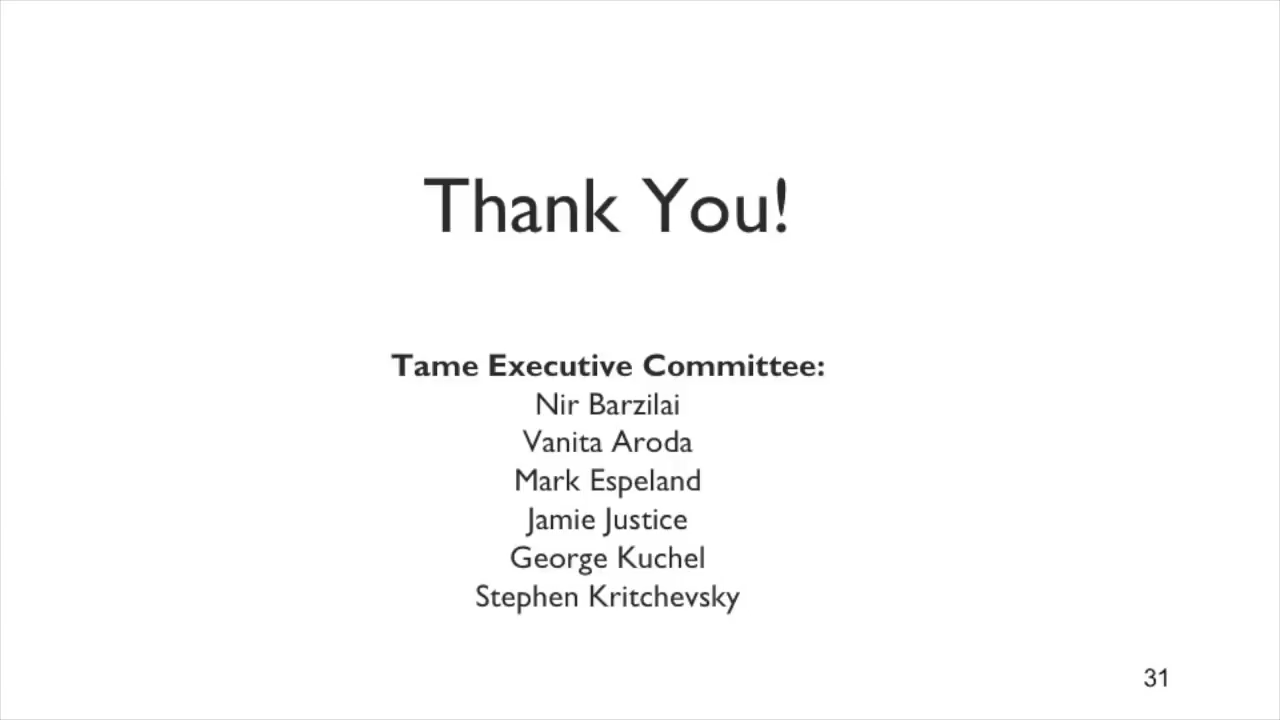 Thank You!
Tame Executive Committee:
Nir Barzilai
Vanita Aroda
Mark Espeland
Jamie Justice
George Kuchel
Stephen Kritchevsky
31